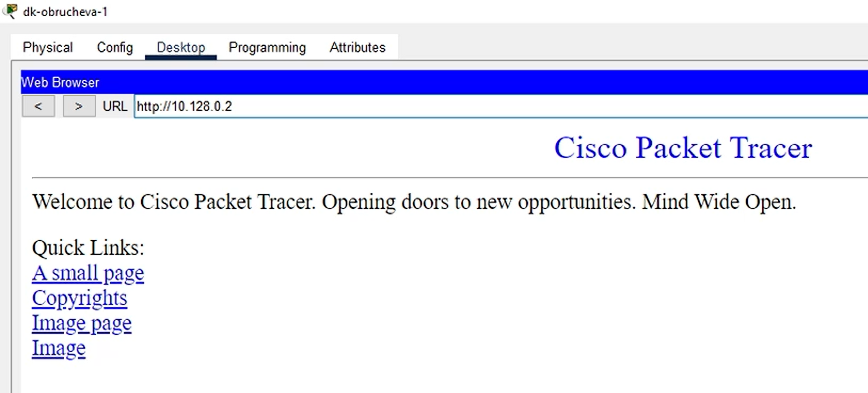 dk-obrucheva-1
Physical Config Desktop Programming Attributes
Web Browser
< > URL http://10.128.0.2
Cisco Packet Tracer
Welcome to Cisco Packet Tracer. Opening doors to new opportunities. Mind Wide Open.
Quick Links:
A small page
Copyrights
Image page
Image